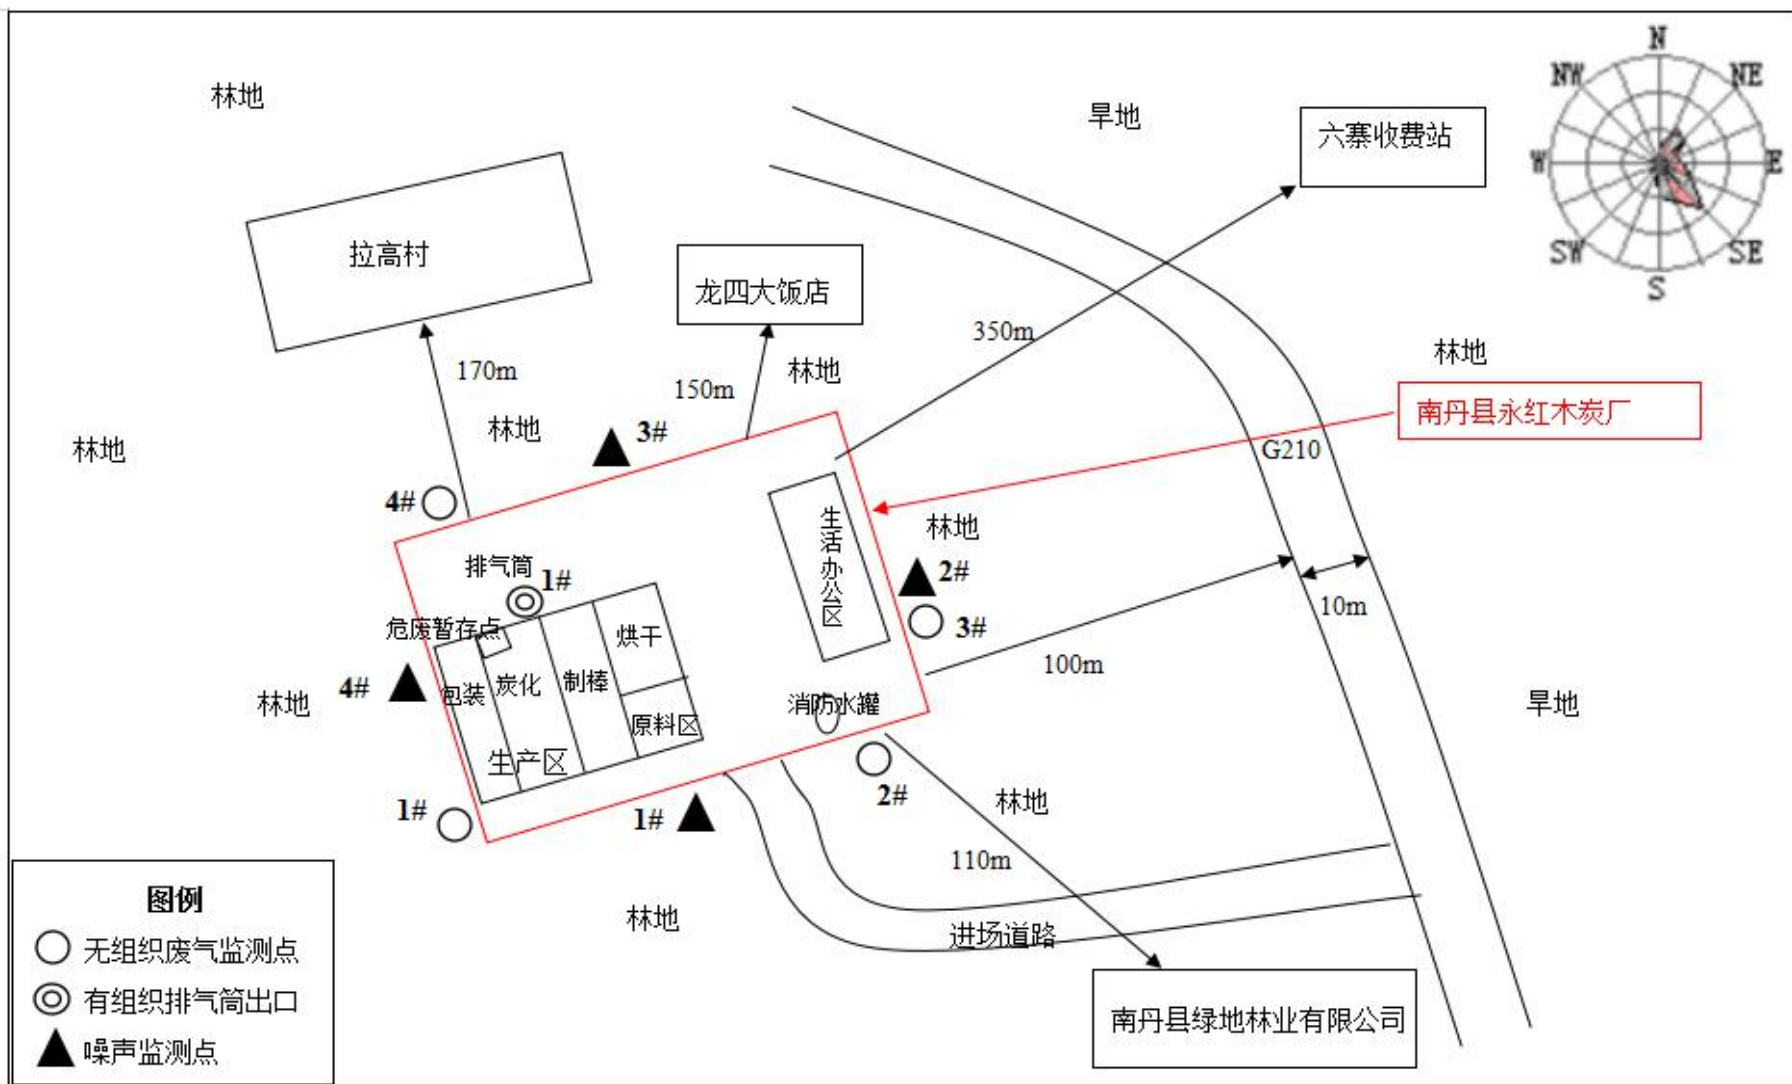 林地
旱地
六寨收费站
N
NW
NE
W
E
SW
SE
S
拉高村
龙四大饭店
350m
170m
150m
林地
林地
南丹县永红木炭厂
林地
林地
3#
G210
4#
生活办公区
林地
排气筒
1#
2#
10m
危废暂存点
烘干
3#
100m
4#
包装
炭化
制棒
林地
消防水罐
旱地
原料区
生产区
2#
1#
1#
林地
110m
林地
进场道路
图例
无组织废气监测点
有组织排气筒出口
噪声监测点
南丹县绿地林业有限公司